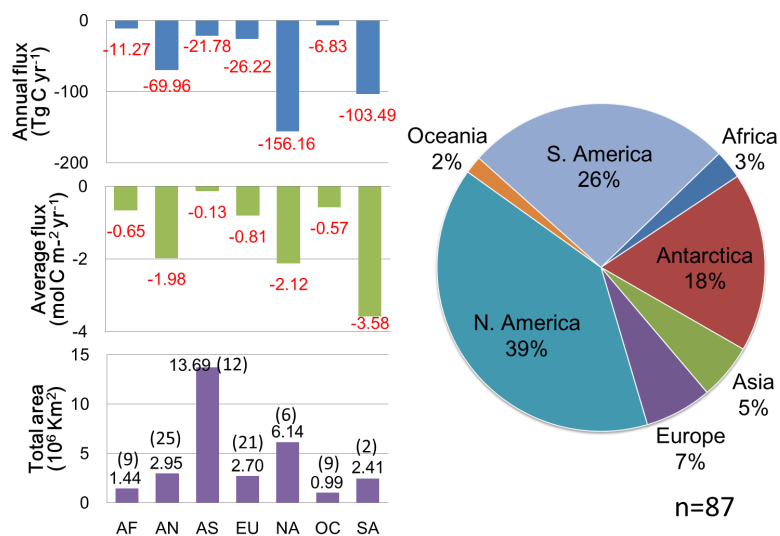 Annual flux
(Tg C yr-1)
0
-100
-200
-11.27
-69.96
-21.78
-26.22
-156.16
-6.83
-103.49
Average flux
(mol C m-2 yr-1)
0
-2
-4
-0.65
-1.98
-0.13
-0.81
-2.12
-0.57
-3.58
Total area
(10⁶ Km²)
15
10
5
0
(9)
1.44
(25)
2.95
13.69 (12)
(21)
2.70
(6)
6.14
(9)
0.99
(2)
2.41
AF AN AS EU NA OC SA
Oceania
2%
S. America
26%
Africa
3%
Antarctica
18%
N. America
39%
Asia
5%
Europe
7%
n=87